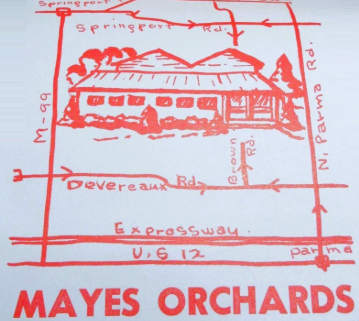 Springport
Springport Rd.
M-99
N. Parma Rd.
Brown Rd.
Devereaux Rd.
Expressway
U.S 12
parma
MAYES ORCHARDS